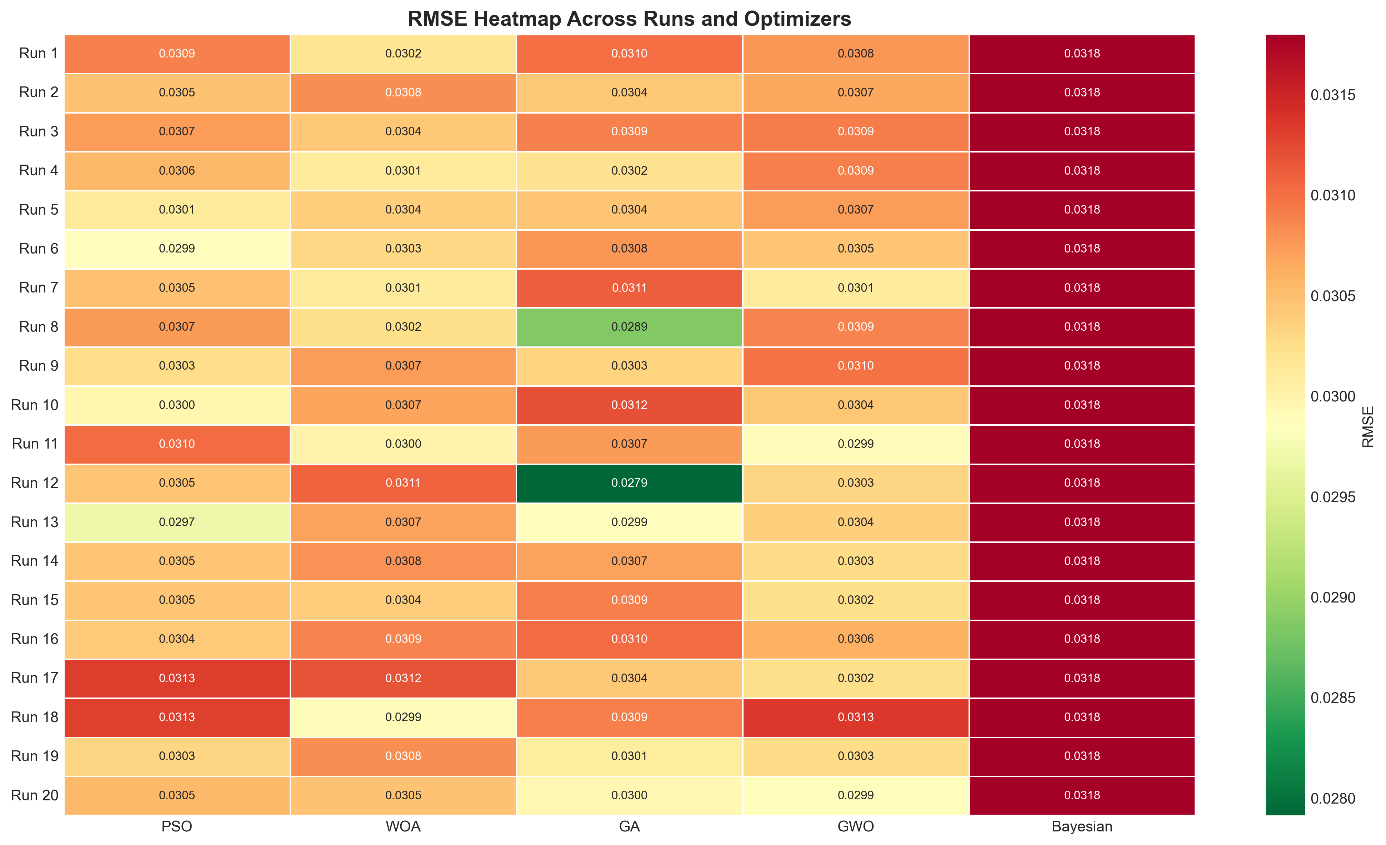 RMSE Heatmap Across Runs and Optimizers
Run 1 0.0309 0.0302 0.0310 0.0308 0.0318
Run 2 0.0305 0.0308 0.0304 0.0307 0.0318
Run 3 0.0307 0.0304 0.0309 0.0309 0.0318
Run 4 0.0306 0.0301 0.0302 0.0309 0.0318
Run 5 0.0301 0.0304 0.0304 0.0307 0.0318
Run 6 0.0299 0.0303 0.0308 0.0305 0.0318
Run 7 0.0305 0.0301 0.0311 0.0301 0.0318
Run 8 0.0307 0.0302 0.0289 0.0309 0.0318
Run 9 0.0303 0.0307 0.0303 0.0310 0.0318
Run 10 0.0300 0.0307 0.0312 0.0304 0.0318
Run 11 0.0310 0.0300 0.0307 0.0299 0.0318
Run 12 0.0305 0.0311 0.0279 0.0303 0.0318
Run 13 0.0297 0.0307 0.0299 0.0304 0.0318
Run 14 0.0305 0.0308 0.0307 0.0303 0.0318
Run 15 0.0305 0.0304 0.0309 0.0302 0.0318
Run 16 0.0304 0.0309 0.0310 0.0306 0.0318
Run 17 0.0313 0.0312 0.0304 0.0302 0.0318
Run 18 0.0313 0.0299 0.0309 0.0313 0.0318
Run 19 0.0303 0.0308 0.0301 0.0303 0.0318
Run 20 0.0305 0.0305 0.0300 0.0299 0.0318
PSO WOA GA GWO Bayesian
0.0315
0.0310
0.0305
0.0300
0.0295
0.0290
0.0285
0.0280
RMSE